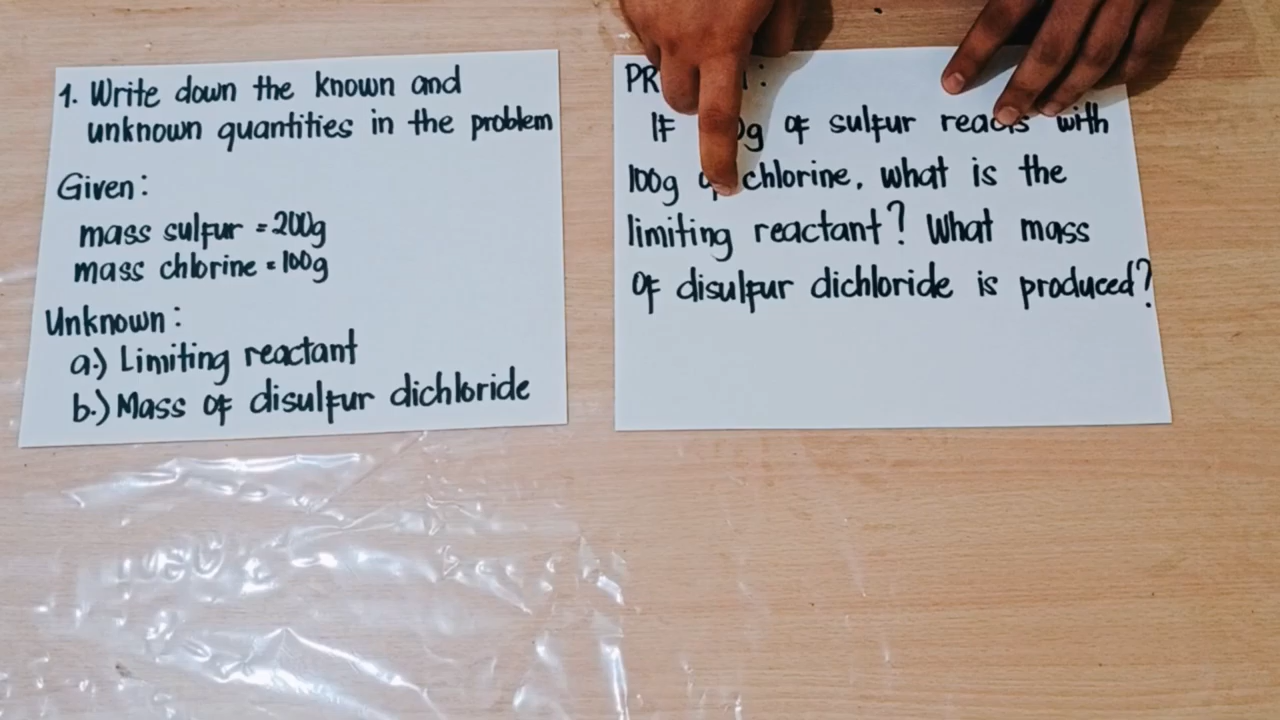 1. Write down the known and
unknown quantities in the problem
Given:
mass sulfur = 200g
mass chlorine = 100g
Unknown:
a.) Limiting reactant
b.) Mass of disulfur dichloride
If of sulfur reacts with
100g of chlorine, what is the
limiting reactant? What mass
of disulfur dichloride is produced?